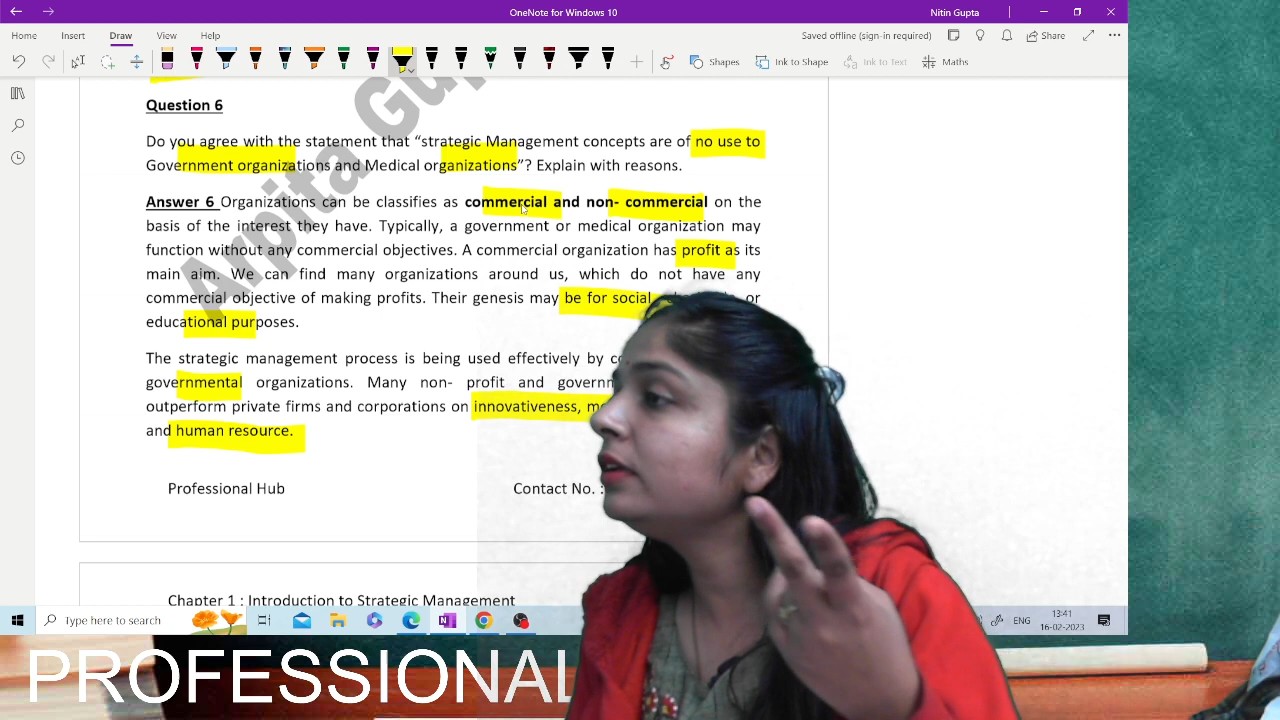 OneNote for Windows 10
Nitin Gupta
Home Insert Draw View Help
Saved offline (sign-in required)
Share
Shapes Ink to Shape Ink to Text Maths
Question 6
Do you agree with the statement that “strategic Management concepts are of no use to
Government organizations and Medical organizations”? Explain with reasons.
Answer 6 Organizations can be classifies as commercial and non- commercial on the
basis of the interest they have. Typically, a government or medical organization may
function without any commercial objectives. A commercial organization has profit as its
main aim. We can find many organizations around us, which do not have any
commercial objective of making profits. Their genesis may be for social or
educational purposes.
The strategic management process is being used effectively by
governmental organizations. Many non- profit and
outperform private firms and corporations on innovativeness,
and human resource.
Professional Hub
Contact No. :
Chapter 1 : Introduction to Strategic Management
Arpita
Type here to search
ENG
13:41
16-02-2023
PROFESSIONAL